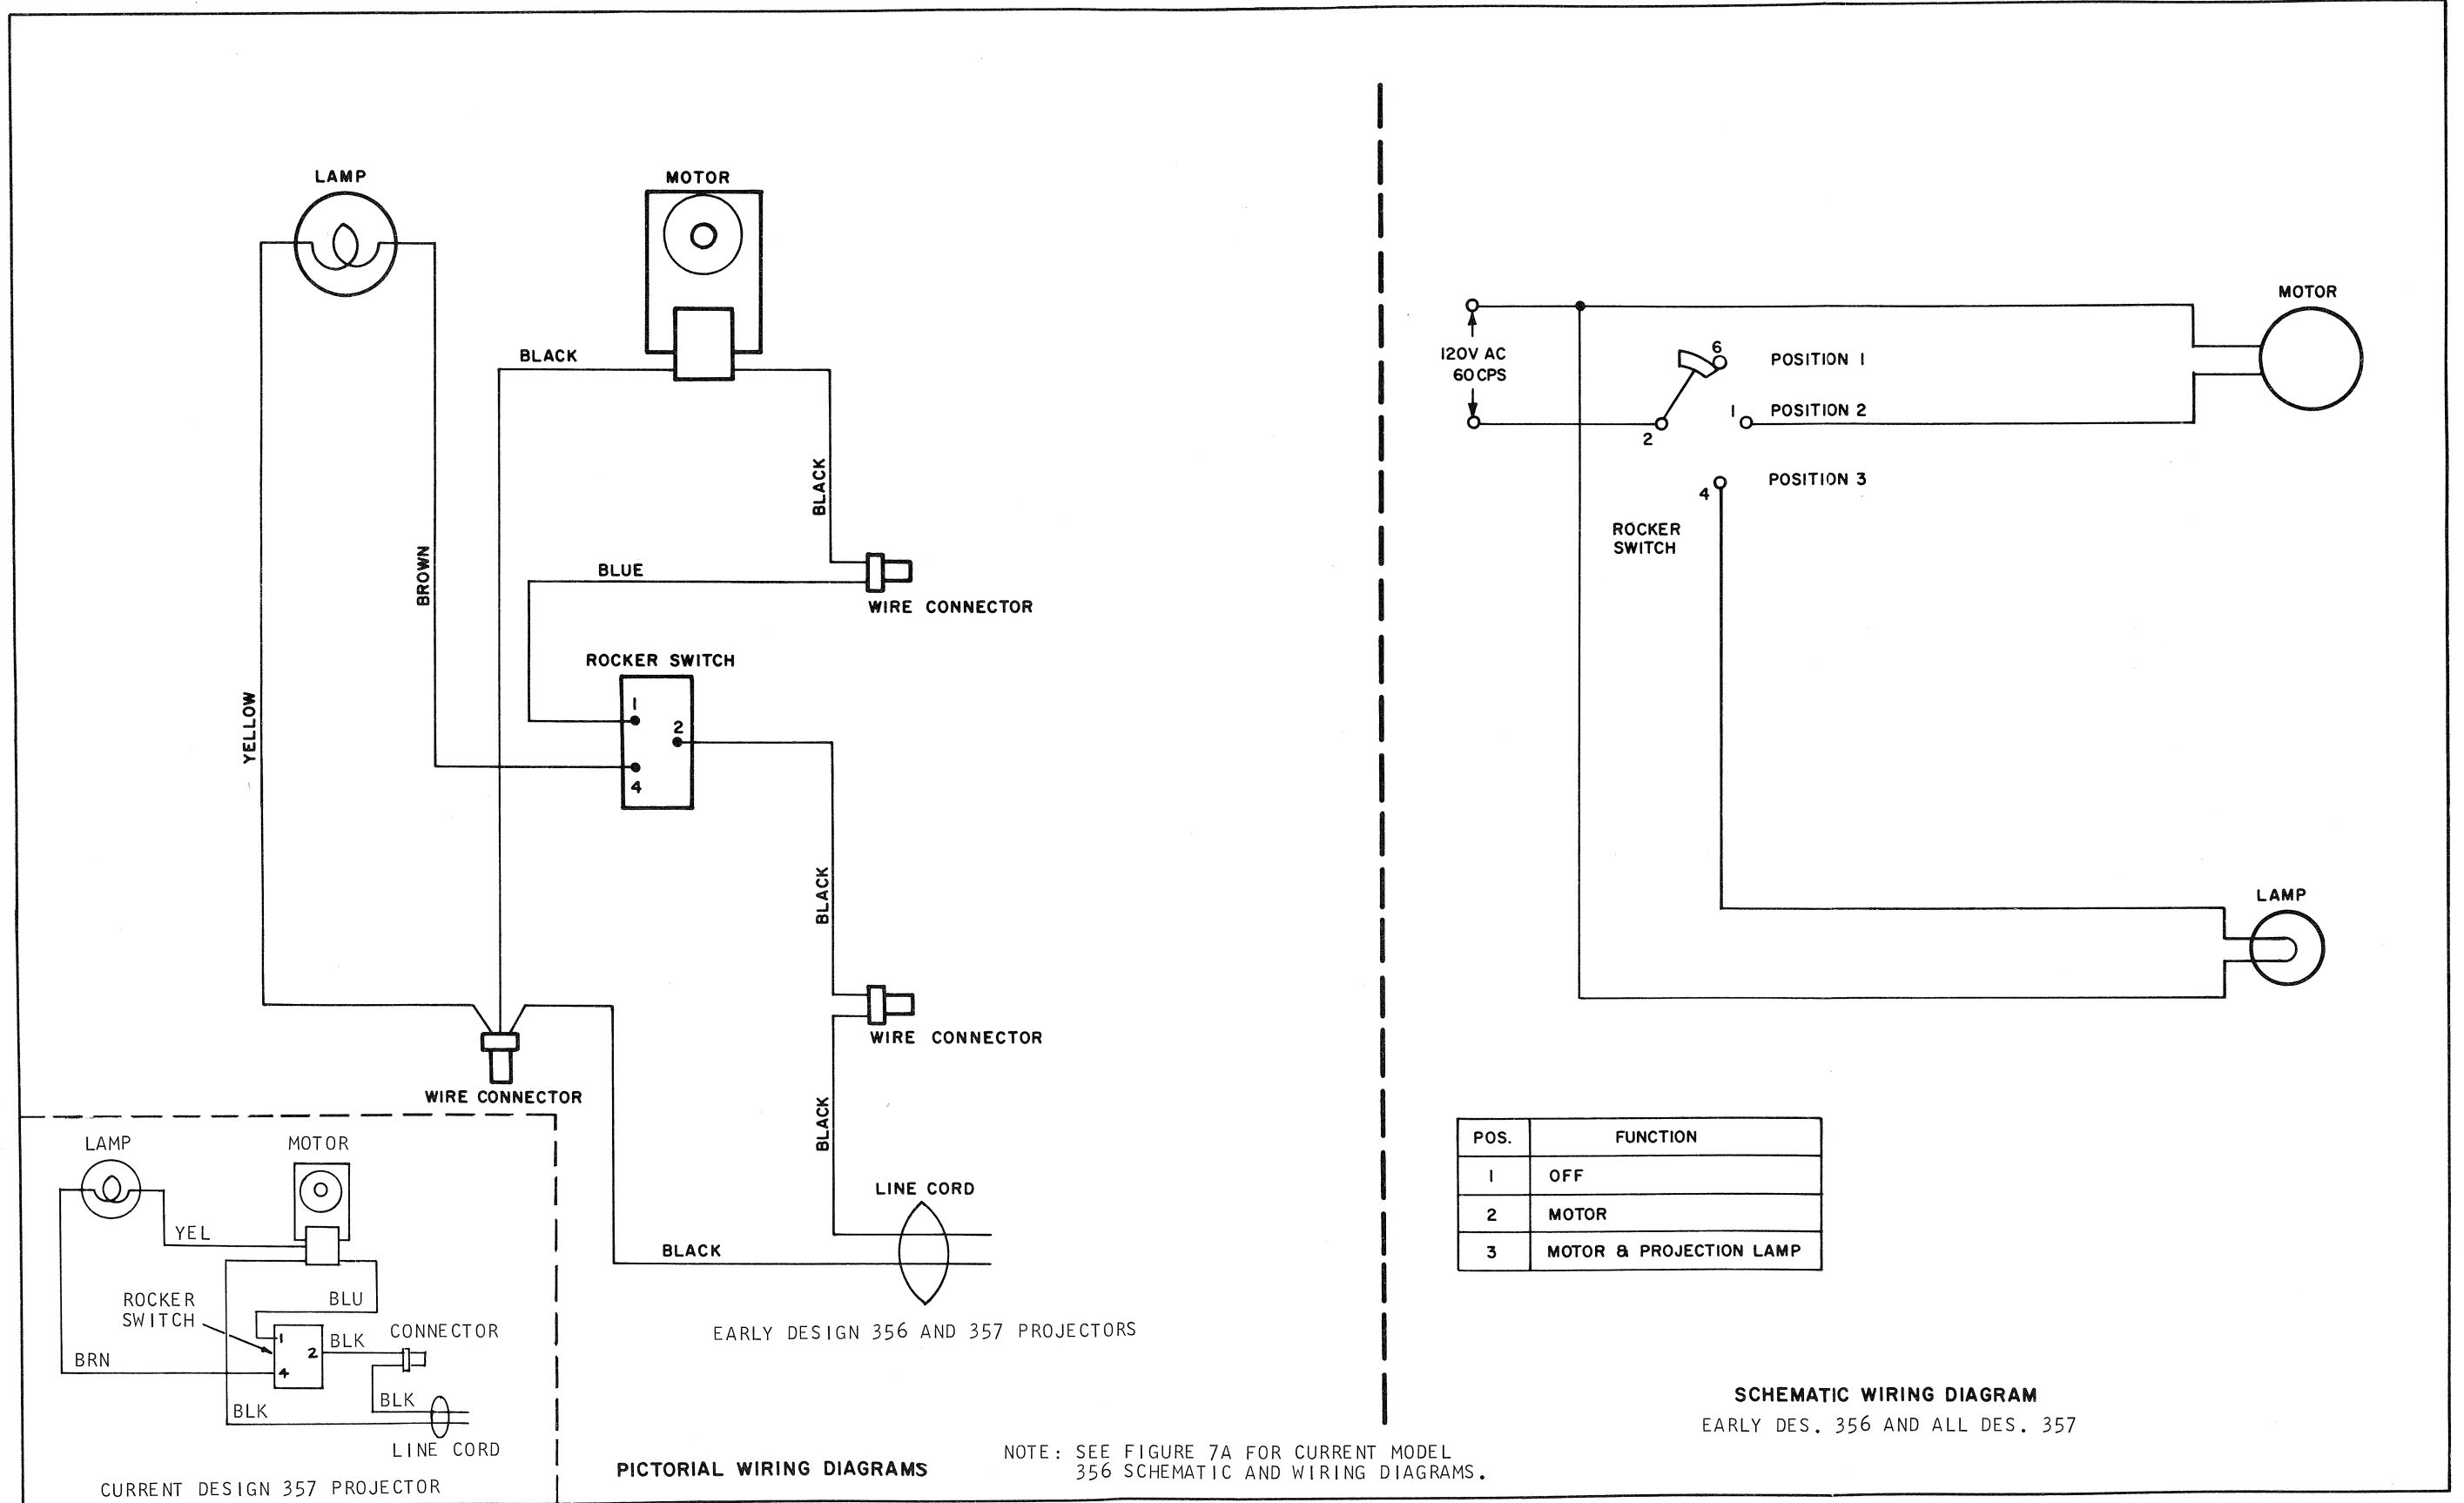 LAMP
MOTOR
BLACK
BLACK
BROWN
BLUE
WIRE CONNECTOR
ROCKER SWITCH
1
2
4
YELLOW
BLACK
WIRE CONNECTOR
WIRE CONNECTOR
BLACK
LINE CORD
BLACK
EARLY DESIGN 356 AND 357 PROJECTORS
LAMP
MOTOR
YEL
ROCKER
SWITCH
BLU
1
2
4
BLK
CONNECTOR
BRN
BLK
BLK
LINE CORD
CURRENT DESIGN 357 PROJECTOR
PICTORIAL WIRING DIAGRAMS
NOTE: SEE FIGURE 7A FOR CURRENT MODEL
356 SCHEMATIC AND WIRING DIAGRAMS.
MOTOR
120V AC
60CPS
6
POSITION 1
1
POSITION 2
2
4
POSITION 3
ROCKER
SWITCH
LAMP
POS. FUNCTION
1 OFF
2 MOTOR
3 MOTOR & PROJECTION LAMP
SCHEMATIC WIRING DIAGRAM
EARLY DES. 356 AND ALL DES. 357